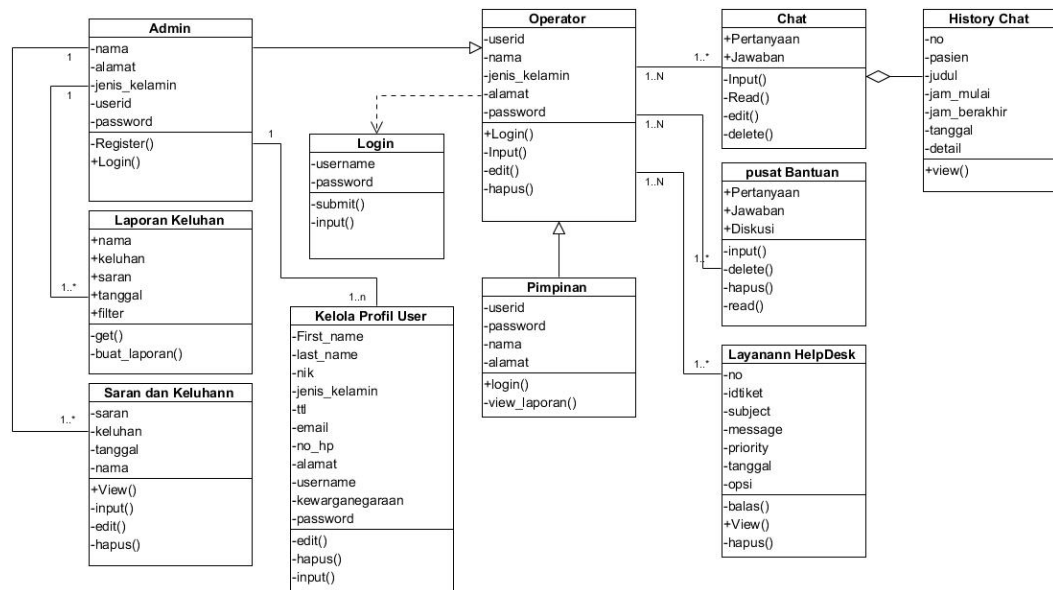 Admin
-nama
-alamat
-jenis_kelamin
-userid
-password
-Register()
+Login()
1
1
1
Laporan Keluhan
+nama
+keluhan
+saran
+tanggal
+filter
-get()
-buat_laporan()
1..*
Saran dan Keluhann
-saran
-keluhan
-tanggal
-nama
+View()
-input()
-edit()
-hapus()
1..*
Login
-username
-password
-submit()
-input()
1..n
Kelola Profil User
-First_name
-last_name
-nik
-jenis_kelamin
-ttl
-email
-no_hp
-alamat
-username
-kewarganegaraan
-password
-edit()
-hapus()
-input()
Operator
-userid
-nama
-jenis_kelamin
-alamat
-password
+Login()
-Input()
-edit()
-hapus()
1..N
1..N
1..N
Pimpinan
-userid
-password
-nama
-alamat
+login()
-view_laporan()
1..*
Chat
+Pertanyaan
+Jawaban
-Input()
-Read()
-edit()
-delete()
1..*
pusat Bantuan
+Pertanyaan
+Jawaban
+Diskusi
-input()
-delete()
-hapus()
-read()
1..*
Layanann HelpDesk
-no
-idtiket
-subject
-message
-priority
-tanggal
-opsi
-balas()
+View()
-hapus()
History Chat
-no
-pasien
-judul
-jam_mulai
-jam_berakhir
-tanggal
-detail
+view()